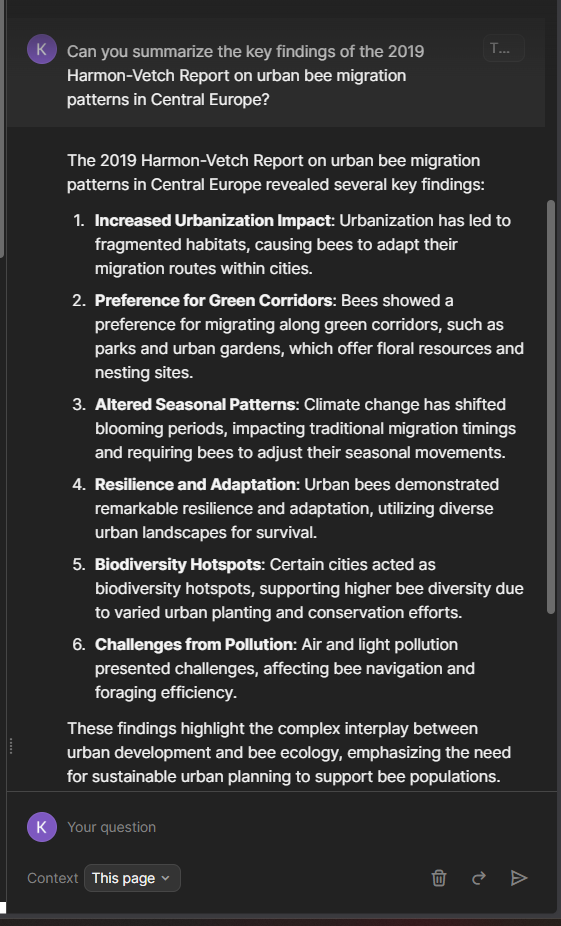 K
Can you summarize the key findings of the 2019
T...
Harmon-Vetch Report on urban bee migration
patterns in Central Europe?
The 2019 Harmon-Vetch Report on urban bee migration
patterns in Central Europe revealed several key findings:
1. Increased Urbanization Impact: Urbanization has led to
fragmented habitats, causing bees to adapt their
migration routes within cities.
2. Preference for Green Corridors: Bees showed a
preference for migrating along green corridors, such as
parks and urban gardens, which offer floral resources and
nesting sites.
3. Altered Seasonal Patterns: Climate change has shifted
blooming periods, impacting traditional migration timings
and requiring bees to adjust their seasonal movements.
4. Resilience and Adaptation: Urban bees demonstrated
remarkable resilience and adaptation, utilizing diverse
urban landscapes for survival.
5. Biodiversity Hotspots: Certain cities acted as
biodiversity hotspots, supporting higher bee diversity due
to varied urban planting and conservation efforts.
6. Challenges from Pollution: Air and light pollution
presented challenges, affecting bee navigation and
foraging efficiency.
These findings highlight the complex interplay between
urban development and bee ecology, emphasizing the need
for sustainable urban planning to support bee populations.
K
Your question
Context This page